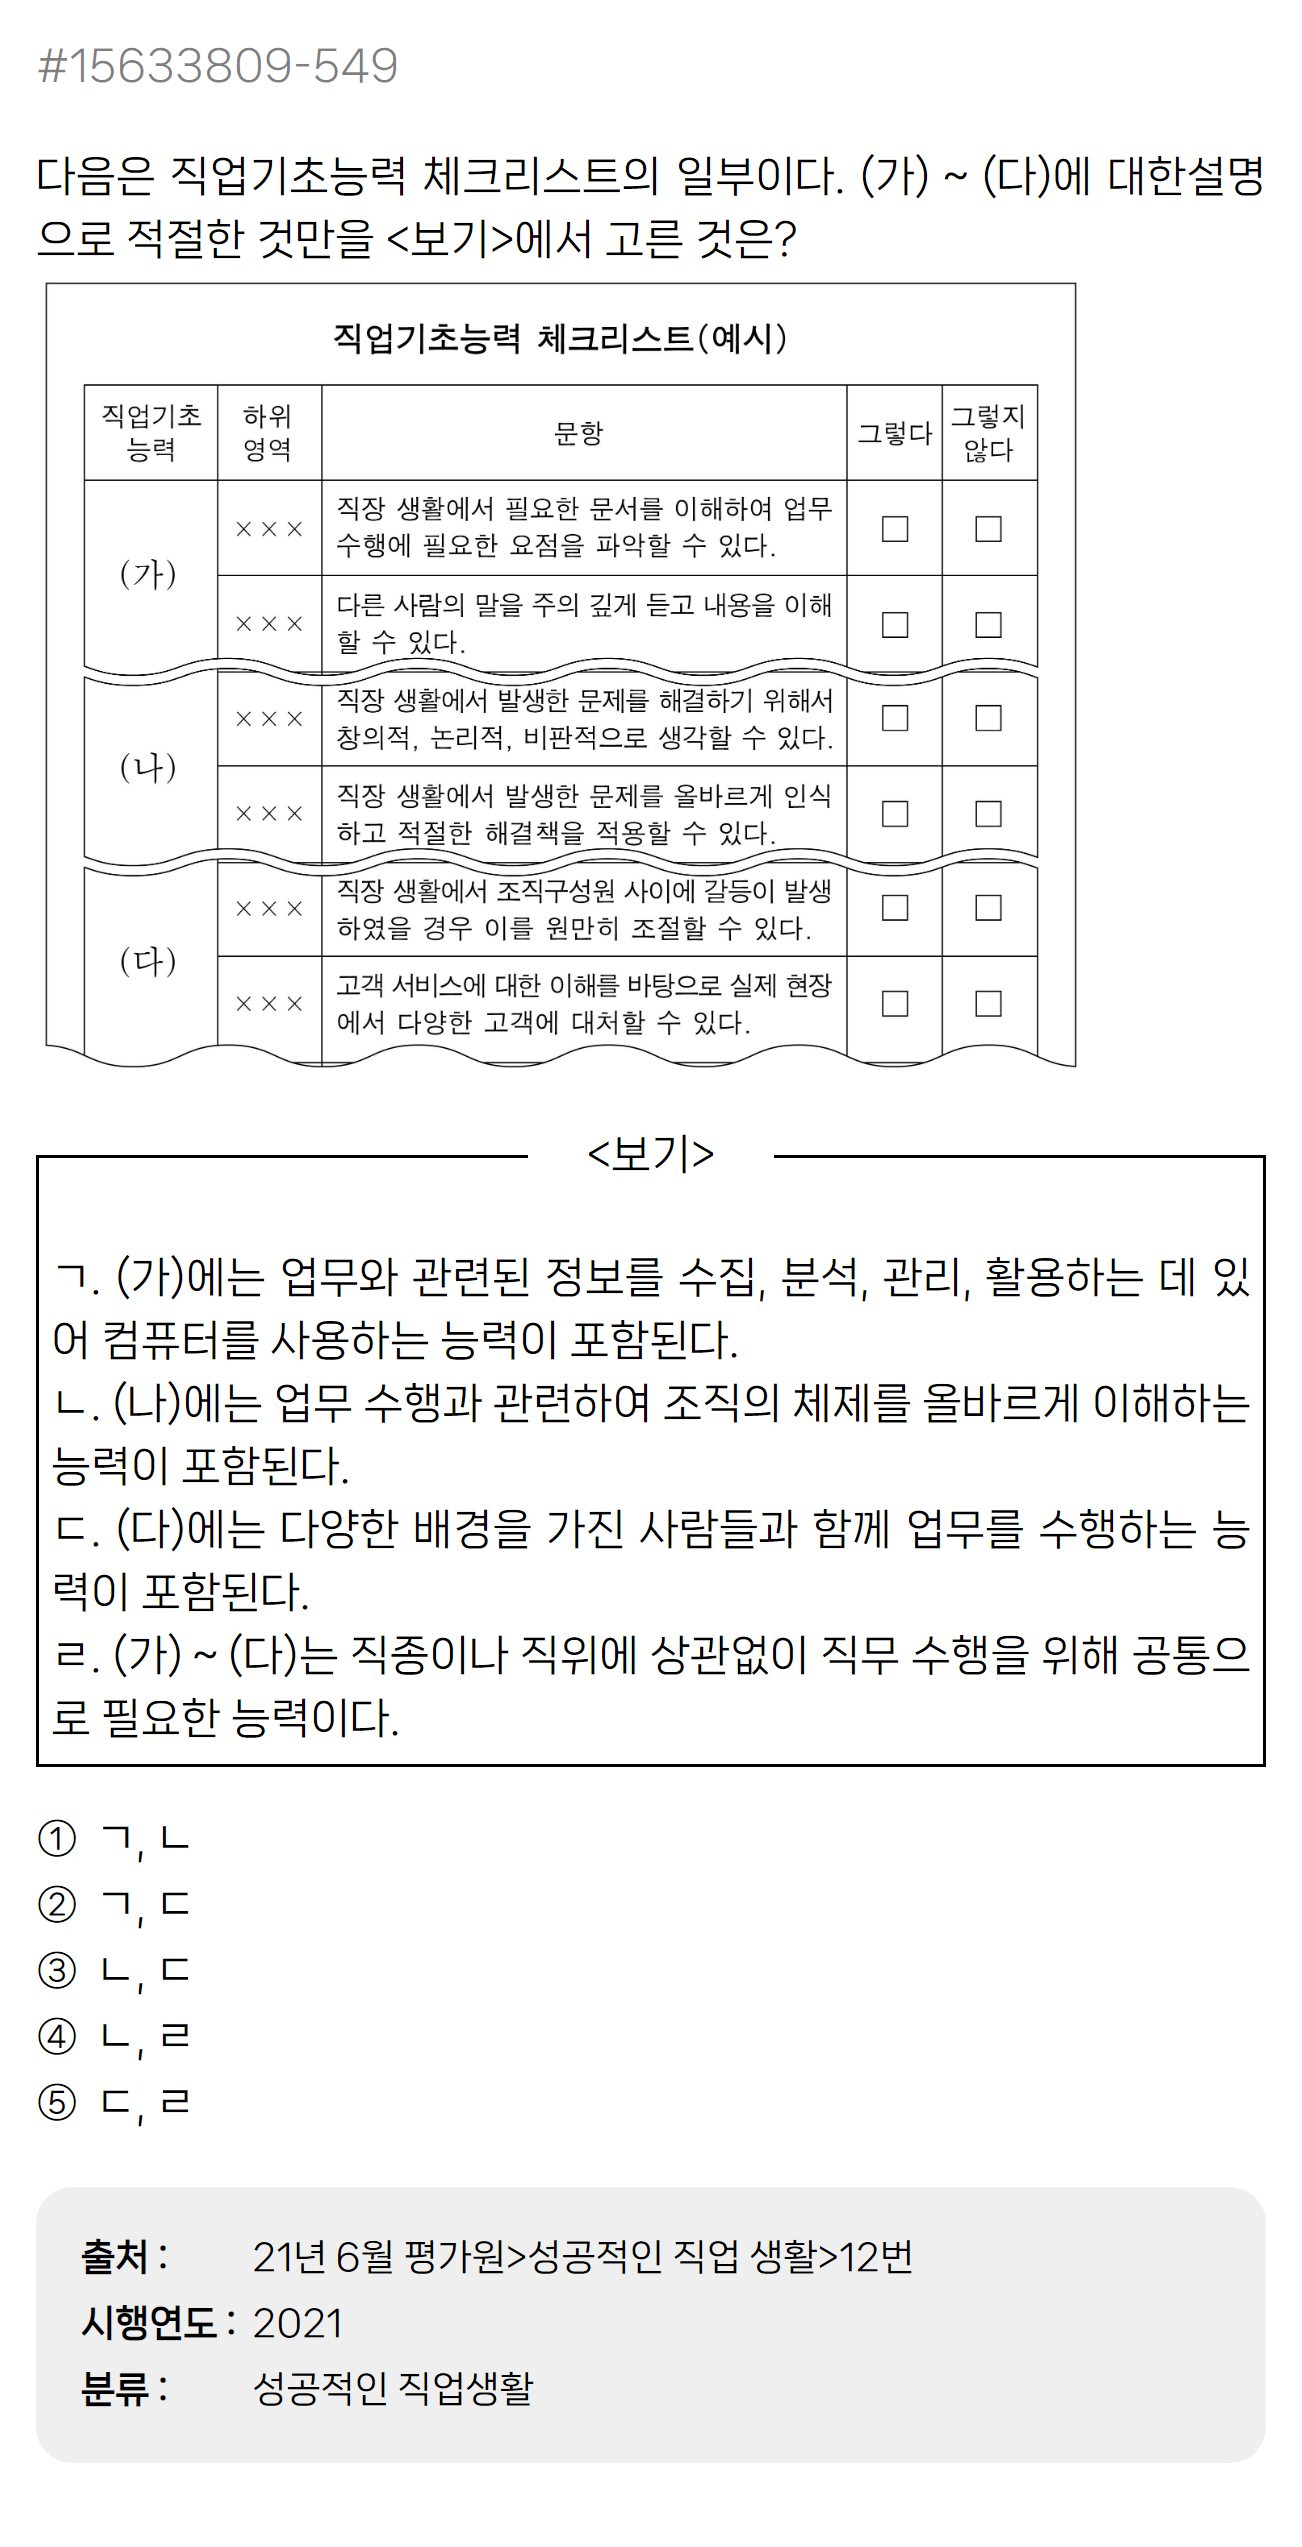 #15633809-549
다음은 직업기초능력 체크리스트의 일부이다. (가) ~ (다)에 대한설명
으로 적절한 것만을 <보기>에서 고른 것은?
직업기초능력 체크리스트(예시)
직업기초 능력 하위 영역 문항 그렇다 그렇지 않다
(가)
××× 직장 생활에서 필요한 문서를 이해하여 업무 □ □
수행에 필요한 요점을 파악할 수 있다.
××× 다른 사람의 말을 주의 깊게 듣고 내용을 이해 □ □
할 수 있다.
(나)
××× 직장 생활에서 발생한 문제를 해결하기 위해서 □ □
창의적, 논리적, 비판적으로 생각할 수 있다.
××× 직장 생활에서 발생한 문제를 올바르게 인식 □ □
하고 적절한 해결책을 적용할 수 있다.
(다)
××× 직장 생활에서 조직구성원 사이에 갈등이 발생 □ □
하였을 경우 이를 원만히 조절할 수 있다.
××× 고객 서비스에 대한 이해를 바탕으로 실제 현장 □ □
에서 다양한 고객에 대처할 수 있다.
<보기>
ㄱ. (가)에는 업무와 관련된 정보를 수집, 분석, 관리, 활용하는 데 있
어 컴퓨터를 사용하는 능력이 포함된다.
ㄴ. (나)에는 업무 수행과 관련하여 조직의 체제를 올바르게 이해하는
능력이 포함된다.
ㄷ. (다)에는 다양한 배경을 가진 사람들과 함께 업무를 수행하는 능
력이 포함된다.
ㄹ. (가) ~ (다)는 직종이나 직위에 상관없이 직무 수행을 위해 공통으
로 필요한 능력이다.
① ㄱ, ㄴ
② ㄱ, ㄷ
③ ㄴ, ㄷ
④ ㄴ, ㄹ
⑤ ㄷ, ㄹ
출처 : 21년 6월 평가원>성공적인 직업 생활>12번
시행연도 : 2021
분류 : 성공적인 직업생활